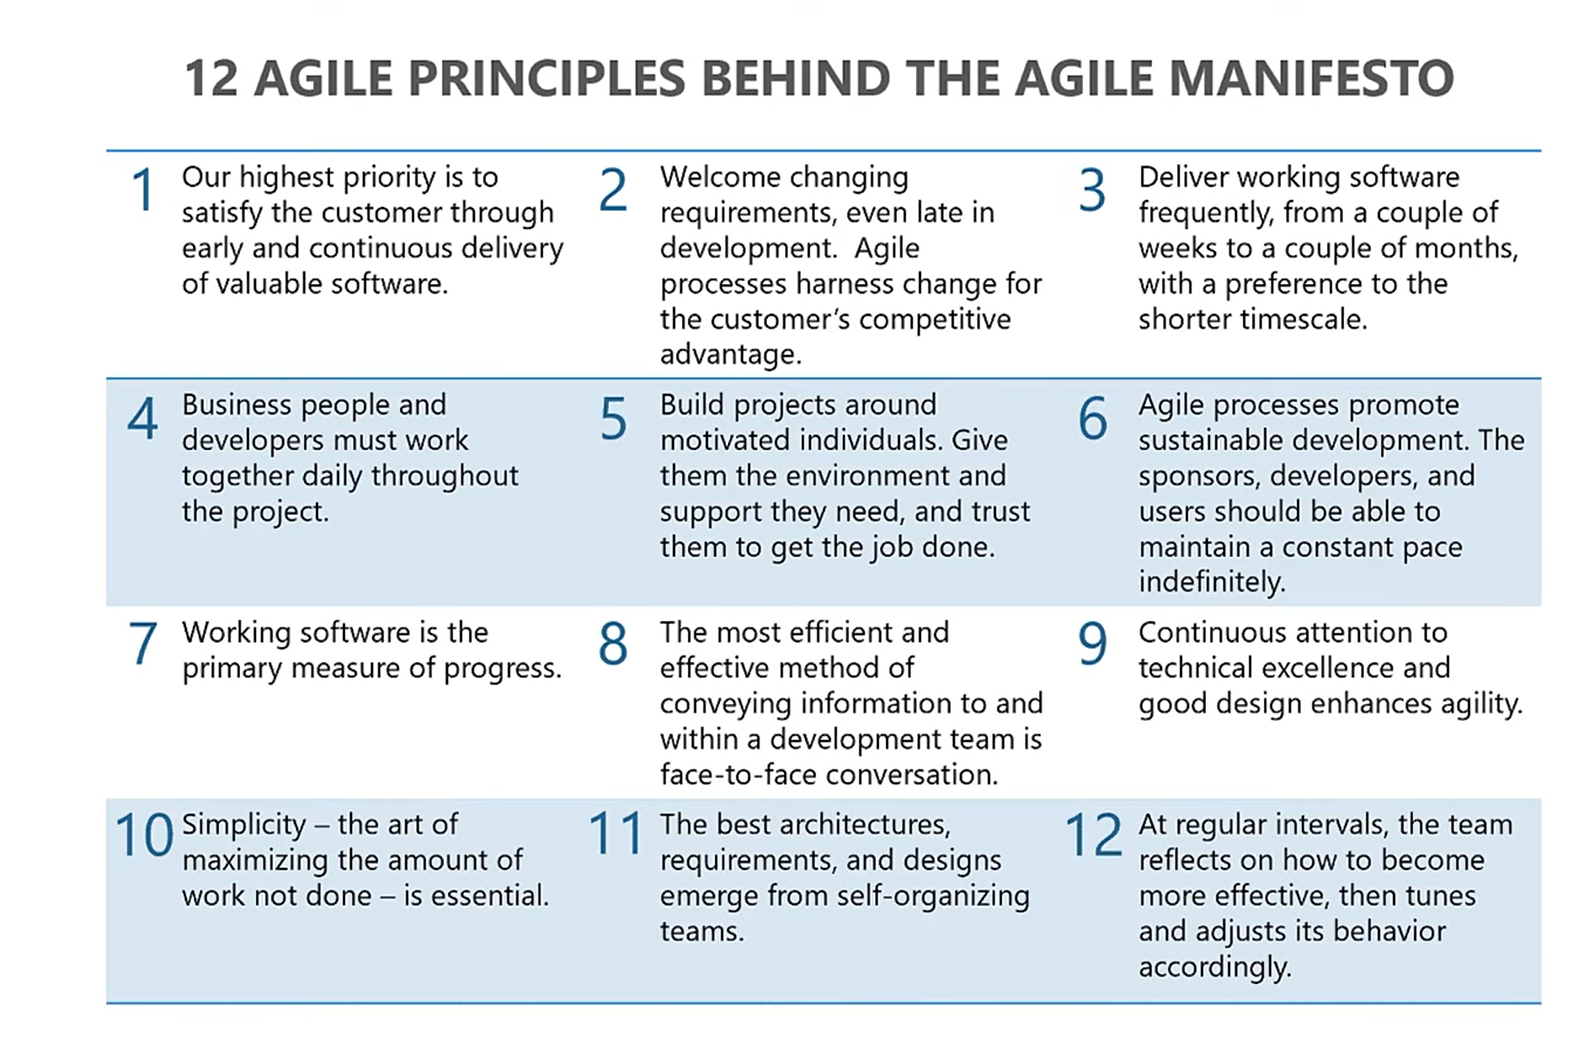 12 AGILE PRINCIPLES BEHIND THE AGILE MANIFESTO
1
Our highest priority is to
satisfy the customer through
early and continuous delivery
of valuable software.
2
Welcome changing
requirements, even late in
development.  Agile
processes harness change for
the customer’s competitive
advantage.
3
Deliver working software
frequently, from a couple of
weeks to a couple of months,
with a preference to the
shorter timescale.
4
Business people and
developers must work
together daily throughout
the project.
5
Build projects around
motivated individuals. Give
them the environment and
support they need, and trust
them to get the job done.
6
Agile processes promote
sustainable development. The
sponsors, developers, and
users should be able to
maintain a constant pace
indefinitely.
7
Working software is the
primary measure of progress.
8
The most efficient and
effective method of
conveying information to and
within a development team is
face-to-face conversation.
9
Continuous attention to
technical excellence and
good design enhances agility.
10
Simplicity – the art of
maximizing the amount of
work not done – is essential.
11
The best architectures,
requirements, and designs
emerge from self-organizing
teams.
12
At regular intervals, the team
reflects on how to become
more effective, then tunes
and adjusts its behavior
accordingly.